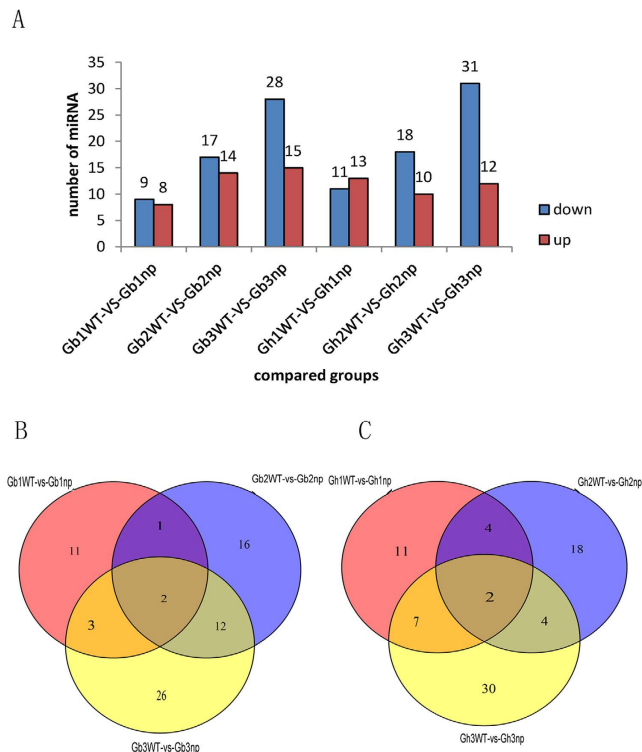 A
number of miRNA
35
30
25
20
15
10
5
0
9
8
17
14
28
15
11
13
18
10
31
12
down
up
Gb1WT-VS-Gb1np
Gb2WT-VS-Gb2np
Gb3WT-VS-Gb3np
Gh1WT-VS-Gh1np
Gh2WT-VS-Gh2np
Gh3WT-VS-Gh3np
compared groups
B
Gb1WT-vs-Gb1np
Gb2WT-vs-Gb2np
11
1
16
2
3
12
26
Gb3WT-vs-Gb3np
C
Gh1WT-vs-Gh1np
Gh2WT-vs-Gh2np
11
4
18
2
7
4
30
Gh3WT-vs-Gh3np